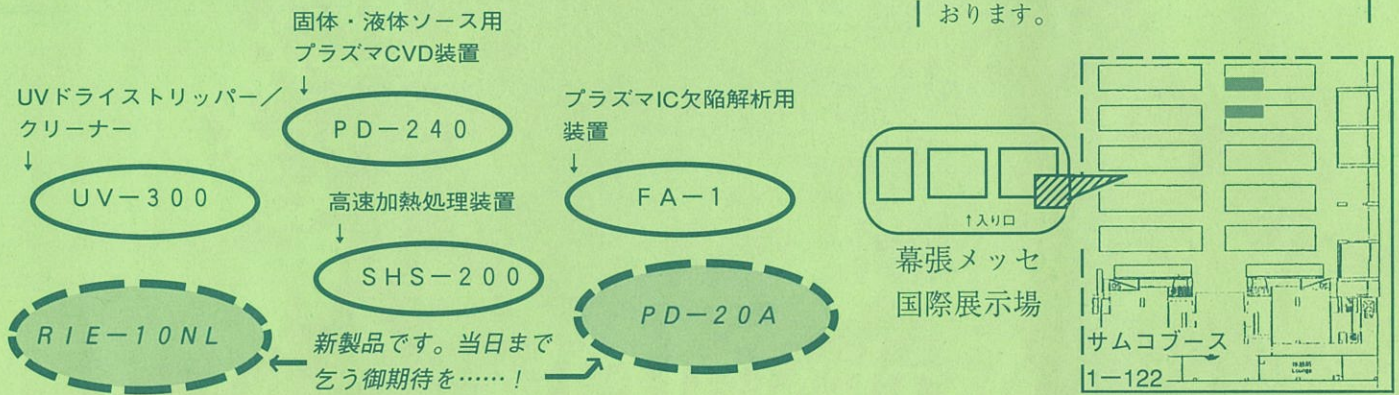 おります。
固体・液体ソース用
プラズマCVD装置
↓
PD－240
UVドライストリッパー／
クリーナー
↓
UV－300
高速加熱処理装置
↓
SHS－200
プラズマIC欠陥解析用
装置
↓
FA－1
RIE－10NL
新製品です。当日まで
乞う御期待を……！
PD－20A
↑入り口
幕張メッセ
国際展示場
サムコブース
1－122
休憩所
Lounge